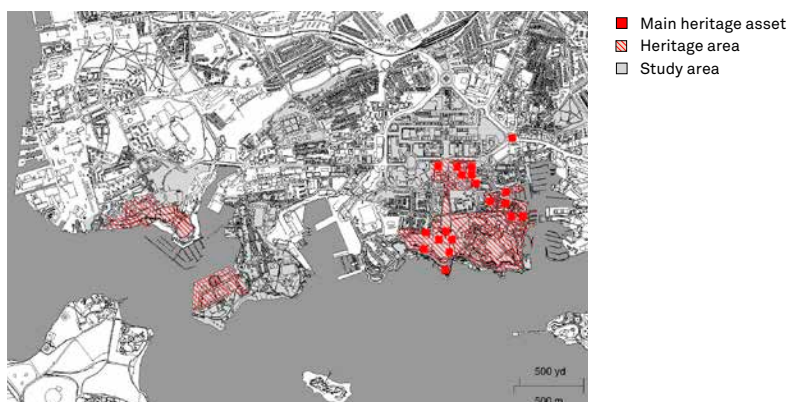 Main heritage asset
Heritage area
Study area
500 yd
500 m